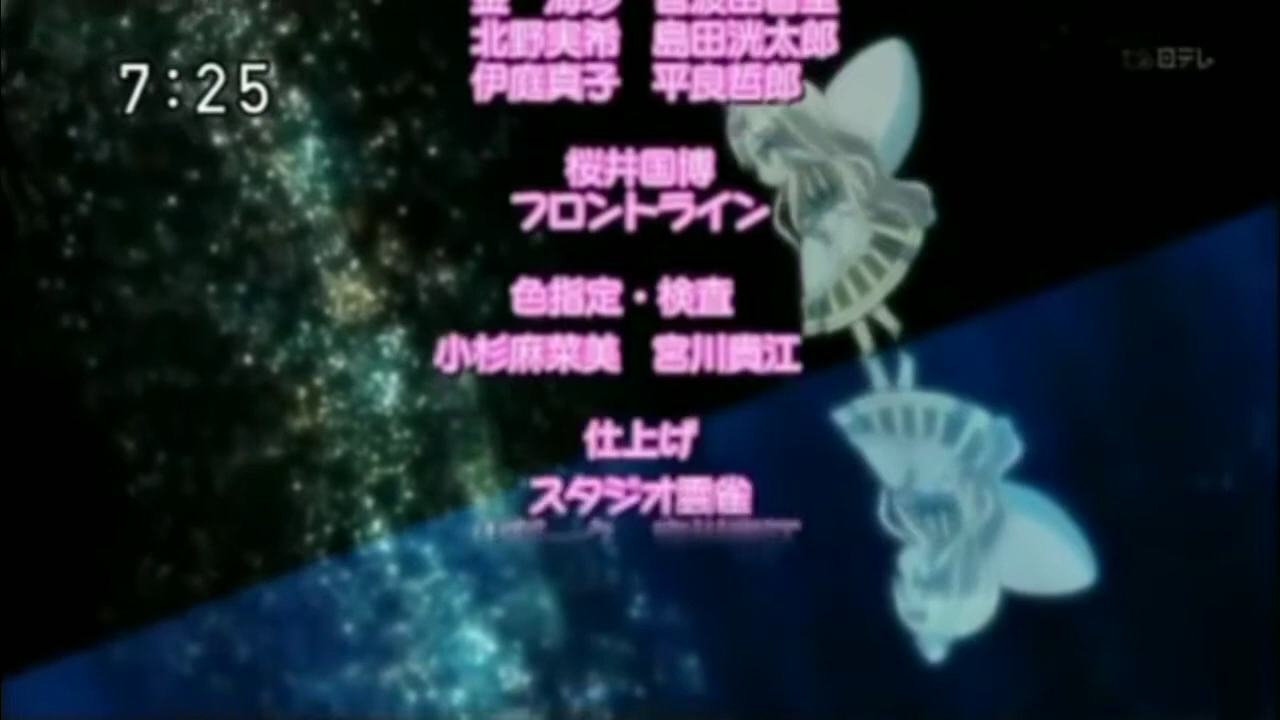 7:25
日テレ
北野実希 島田洸太郎
伊庭真子 平良哲郎
桜井国博
フロントライン
色指定・検査
小杉麻菜美 宮川貴江
仕上げ
スタジオ雲雀